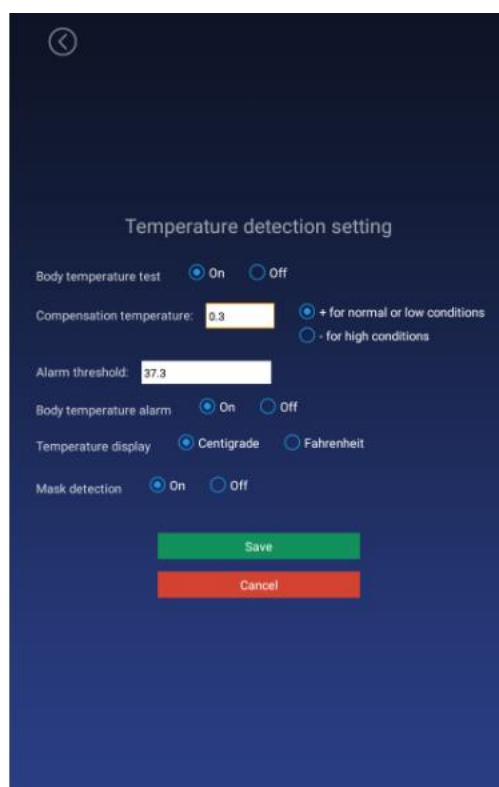 Temperature detection setting
Body temperature test On Off
Compensation temperature: 0.3 + for normal or low conditions
- for high conditions
Alarm threshold: 37.3
Body temperature alarm On Off
Temperature display Centigrade Fahrenheit
Mask detection On Off
Save
Cancel